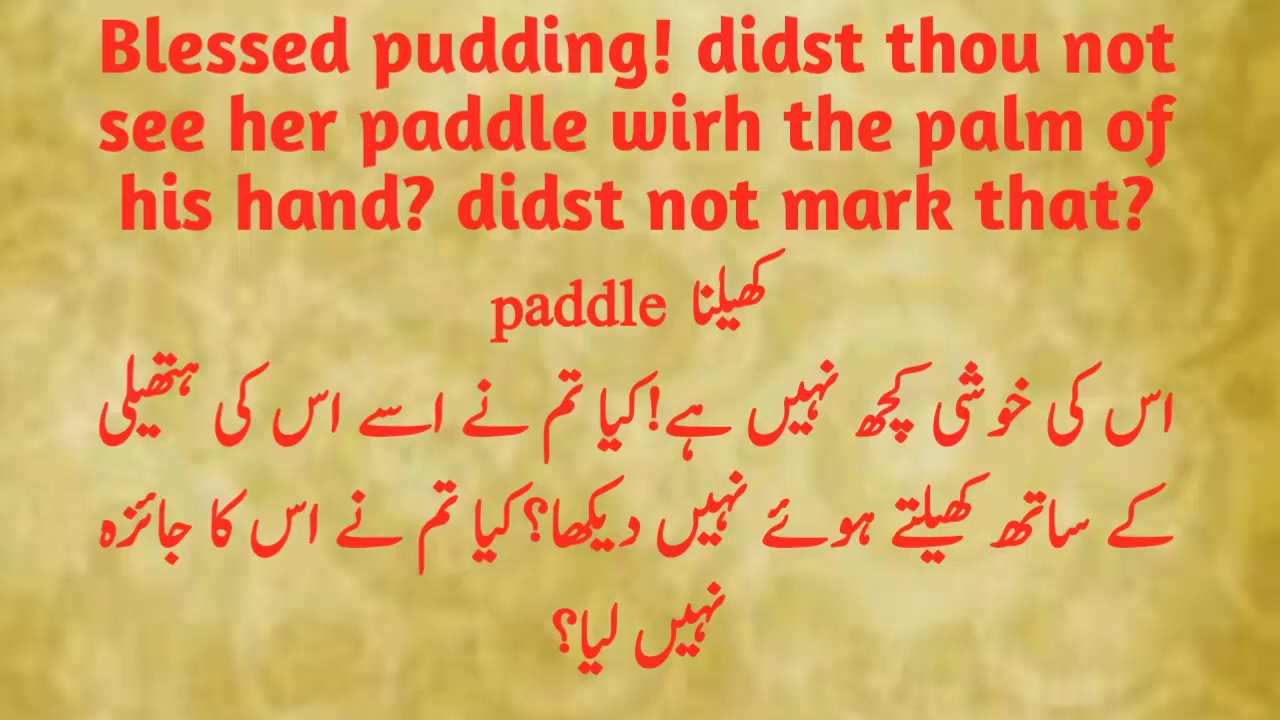 Blessed pudding! didst thou not
see her paddle wirh the palm of
his hand? didst not mark that?
paddle کھیلنا
اس کی خوشی کچھ نہیں ہے!کیا تم نے اسے اس کی ہتھیلی
کے ساتھ کھیلتے ہوئے نہیں دیکھا؟کیا تم نے اس کا جائزہ
نہیں لیا؟